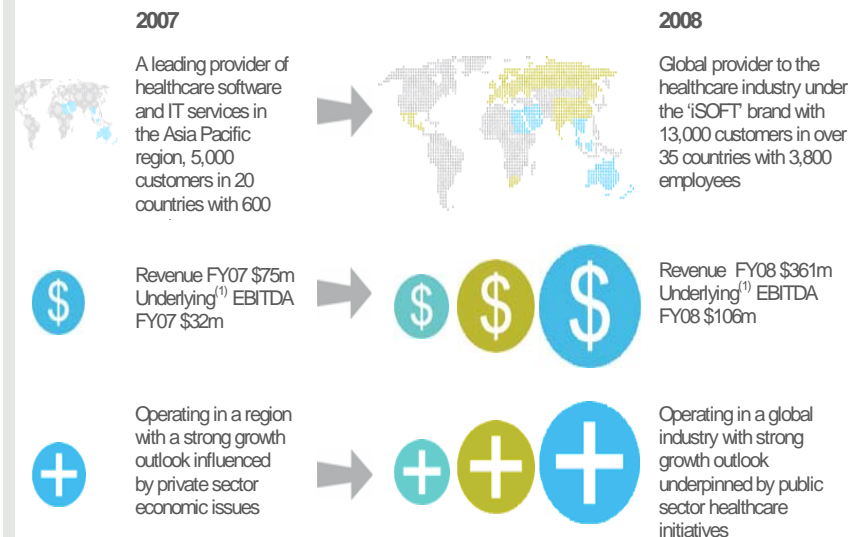 2007
A leading provider of
healthcare software
and IT services in
the Asia Pacific
region, 5,000
customers in 20
countries with 600
2008
Global provider to the
healthcare industry under
the ‘iSOFT’ brand with
13,000 customers in over
35 countries with 3,800
employees
$
Revenue FY07 $75m
Underlying(1) EBITDA
FY07 $32m
$ $ $
Revenue FY08 $361m
Underlying(1) EBITDA
FY08 $106m
Operating in a region
with a strong growth
outlook influenced
by private sector
economic issues
Operating in a global
industry with strong
growth outlook
underpinned by public
sector healthcare
initiatives